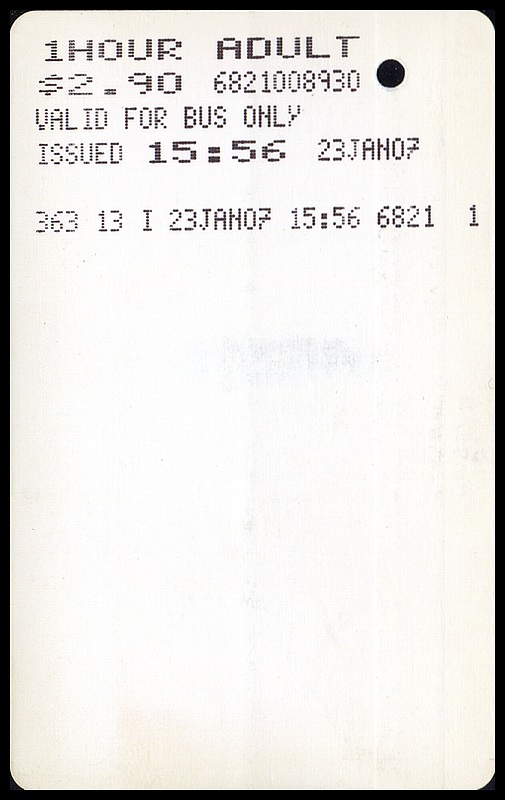 1HOUR ADULT
$2.90 6821008930
VALID FOR BUS ONLY
ISSUED 15:56 23JAN07
363 13 I 23JAN07 15:56 6821 1